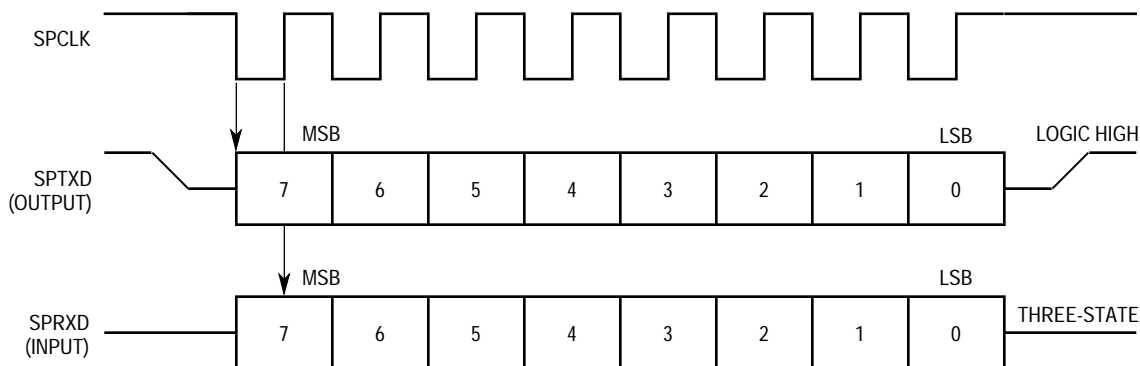 SPCLK
MSB
LSB
LOGIC HIGH
SPTXD
(OUTPUT)
7 6 5 4 3 2 1 0
MSB
LSB
THREE-STATE
SPRXD
(INPUT)
7 6 5 4 3 2 1 0